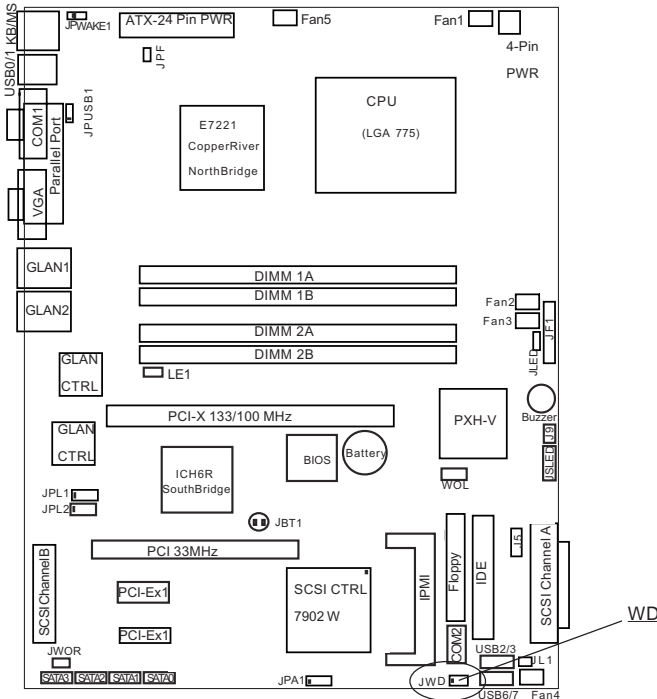 KB/MS
USB0/1
JPWAKE1
ATX-24 Pin PWR
Fan5
Fan1
4-Pin
PWR
JPF
JPUSB1
COM1
Parallel Port
VGA
E7221
CopperRiver
NorthBridge
CPU
(LGA 775)
GLAN1
GLAN2
DIMM 1A
DIMM 1B
DIMM 2A
DIMM 2B
Fan2
Fan3
JF1
JLED
LE1
GLAN
CTRL
PCI-X 133/100 MHz
PXH-V
Buzzer
J9
JSLED
GLAN
CTRL
ICH6R
SouthBridge
BIOS
Battery
WOL
JPL1
JPL2
JBT1
PCI 33MHz
SCSI Channel B
PCI-Ex1
PCI-Ex1
SCSI CTRL
7902 W
IPMI
Floppy
IDE
J5
SCSI Channel A
WD
COM2
USB2/3
JL1
JWOR
SATA3
SATA2
SATA1
SATA0
JPA1
JWD
USB6/7
Fan4